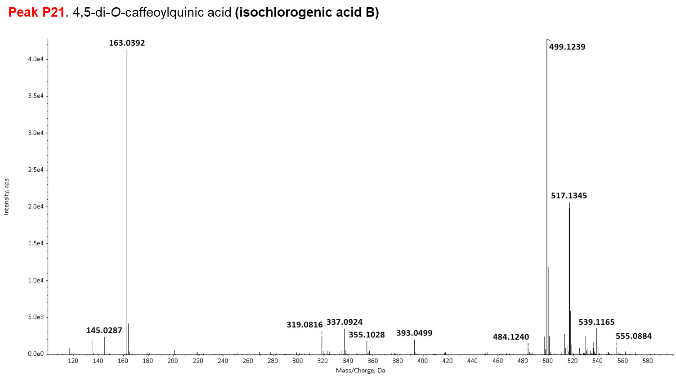 Peak P21. 4,5-di-O-caffeoylquinic acid (isochlorogenic acid B)
163.0392
499.1239
4.0e4
3.5e4
3.0e4
2.5e4
517.1345
2.0e4
Intensity, cps
1.5e4
1.0e4
5.0e3
145.0287
319.0816
337.0924
355.1028
393.0499
484.1240
539.1165
555.0884
0.0e0
120 140 160 180 200 220 240 260 280 300 320 340 360 380 400 420 440 460 480 500 520 540 560 580
Mass/Charge, Da